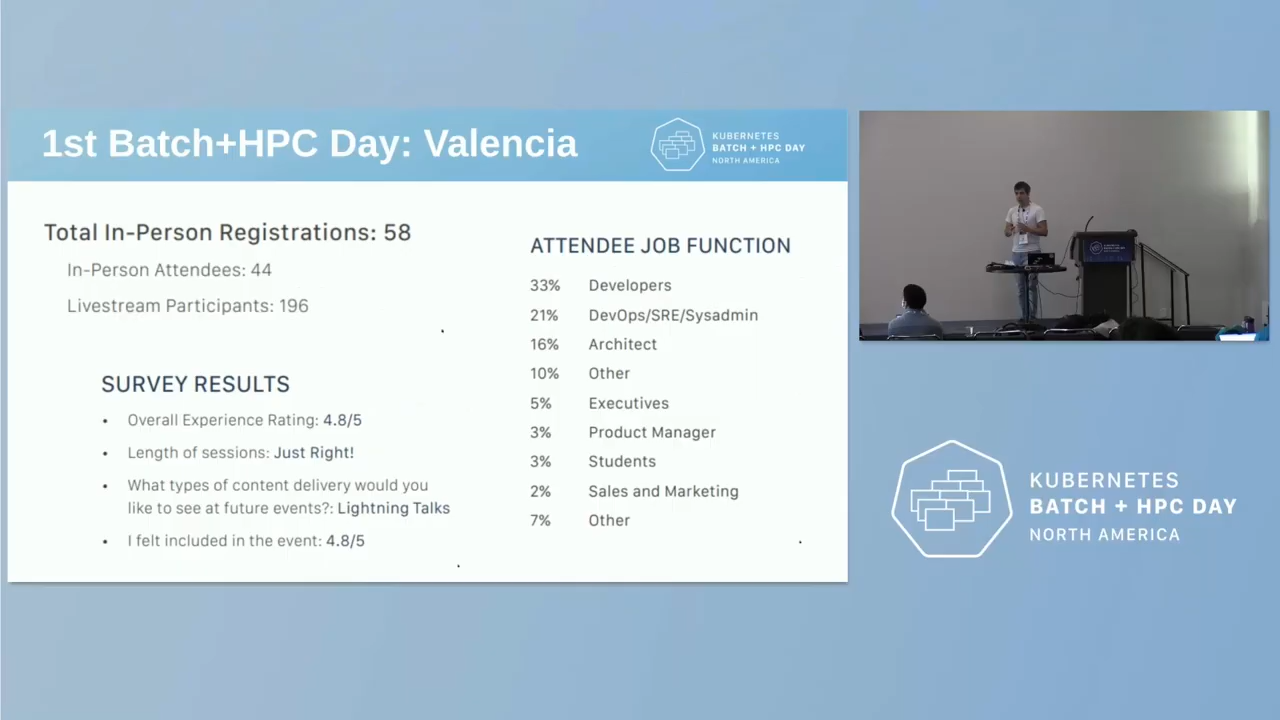 1st Batch+HPC Day: Valencia
KUBERNETES
BATCH + HPC DAY
NORTH AMERICA
Total In-Person Registrations: 58
In-Person Attendees: 44
Livestream Participants: 196
SURVEY RESULTS
• Overall Experience Rating: 4.8/5
• Length of sessions: Just Right!
• What types of content delivery would you
like to see at future events?: Lightning Talks
• I felt included in the event: 4.8/5
ATTENDEE JOB FUNCTION
33% Developers
21% DevOps/SRE/Sysadmin
16% Architect
10% Other
5% Executives
3% Product Manager
3% Students
2% Sales and Marketing
7% Other
KUBERNETES
BATCH + HPC DAY
NORTH AMERICA